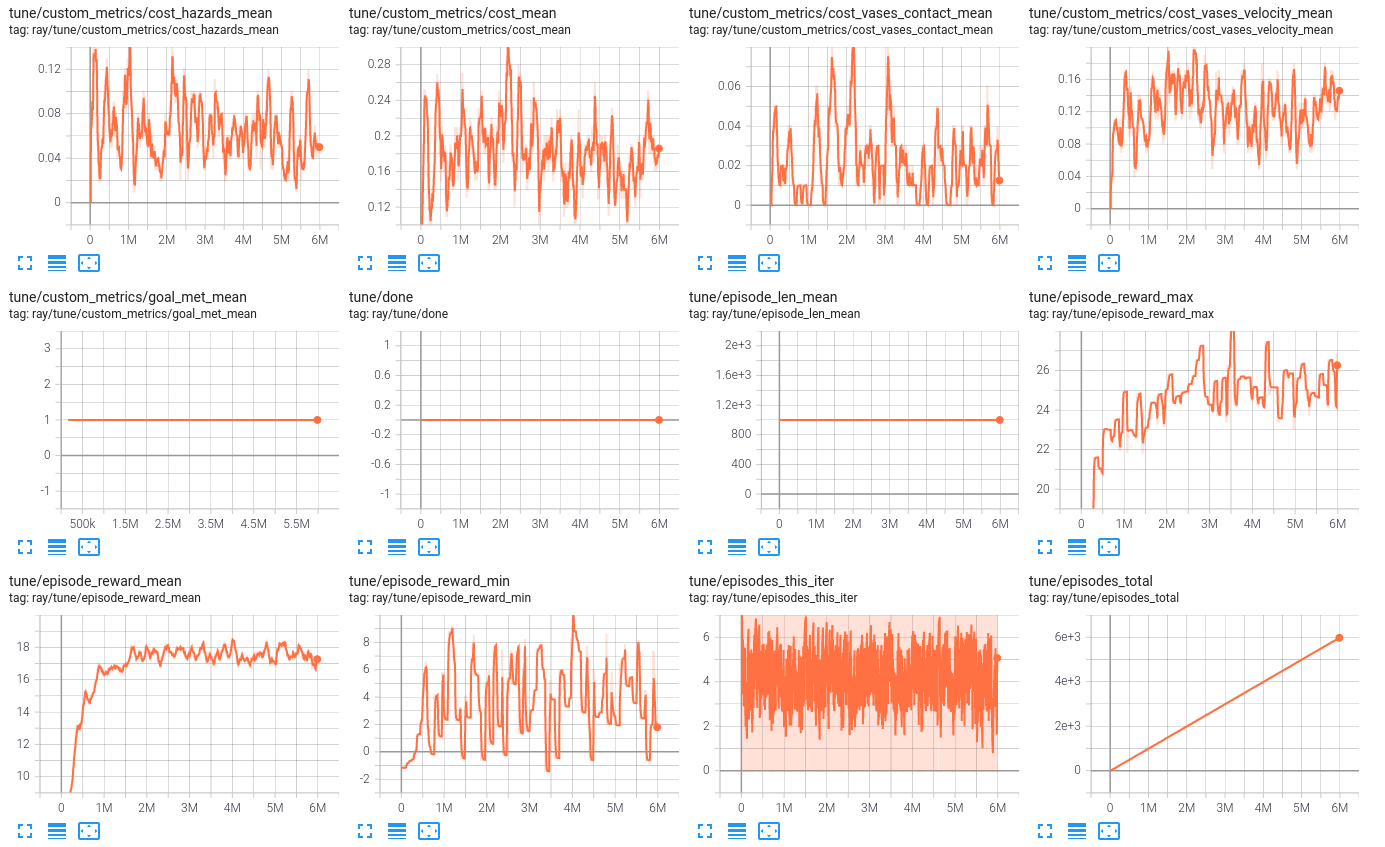 tune/custom_metrics/cost_hazards_mean
tag: ray/tune/custom_metrics/cost_hazards_mean
0.12
0.08
0.04
0
0 1M 2M 3M 4M 5M 6M
tune/custom_metrics/cost_mean
tag: ray/tune/custom_metrics/cost_mean
0.28
0.24
0.2
0.16
0.12
0 1M 2M 3M 4M 5M 6M
tune/custom_metrics/cost_vases_contact_mean
tag: ray/tune/custom_metrics/cost_vases_contact_mean
0.06
0.04
0.02
0
0 1M 2M 3M 4M 5M 6M
tune/custom_metrics/cost_vases_velocity_mean
tag: ray/tune/custom_metrics/cost_vases_velocity_mean
0.16
0.12
0.08
0.04
0
0 1M 2M 3M 4M 5M 6M
tune/custom_metrics/goal_met_mean
tag: ray/tune/custom_metrics/goal_met_mean
3
2
1
0
-1
500k 1.5M 2.5M 3.5M 4.5M 5.5M
tune/done
tag: ray/tune/done
1
0.6
0.2
-0.2
-0.6
-1
0 1M 2M 3M 4M 5M 6M
tune/episode_len_mean
tag: ray/tune/episode_len_mean
2e+3
1.6e+3
1.2e+3
800
400
0
0 1M 2M 3M 4M 5M 6M
tune/episode_reward_max
tag: ray/tune/episode_reward_max
26
24
22
20
0 1M 2M 3M 4M 5M 6M
tune/episode_reward_mean
tag: ray/tune/episode_reward_mean
18
16
14
12
10
0 1M 2M 3M 4M 5M 6M
tune/episode_reward_min
tag: ray/tune/episode_reward_min
8
6
4
2
0
-2
0 1M 2M 3M 4M 5M 6M
tune/episodes_this_iter
tag: ray/tune/episodes_this_iter
6
4
2
0
0 1M 2M 3M 4M 5M 6M
tune/episodes_total
tag: ray/tune/episodes_total
6e+3
4e+3
2e+3
0
0 1M 2M 3M 4M 5M 6M